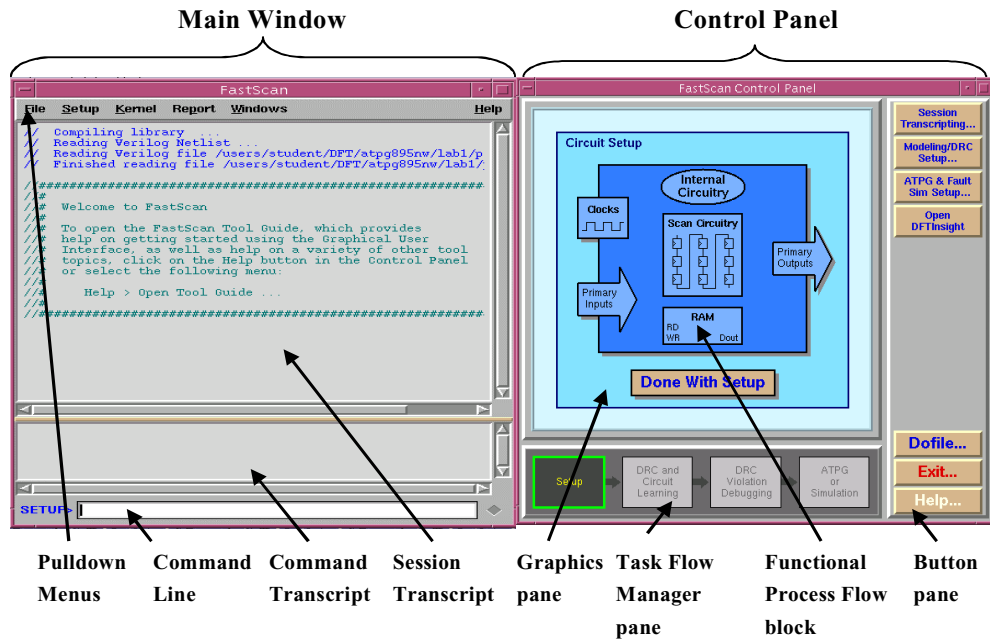 Main Window
Control Panel
FastScan
File Setup Kernel Report Windows Help
// Compiling library ...
// Reading Verilog Netlist ...
// Reading Verilog file /users/student/DFT/atpg895nw/lab1/p
// Finished reading file /users/student/DFT/atpg895nw/lab1/
//################################################
//#
//# Welcome to FastScan
//#
//# To open the FastScan Tool Guide, which provides
//# help on getting started using the Graphical User
//# Interface, as well as help on a variety of other tool
//# topics, click on the Help button in the Control Panel
//# or select the following menu:
//#
//# Help > Open Tool Guide ...
//#
//################################################
SETUP>
FastScan Control Panel
Circuit Setup
Internal
Circuitry
Clocks
Scan Circuitry
Primary
Inputs
Primary
Outputs
RAM
RD
WR Dout
Done With Setup
Setup
DRC and
Circuit
Learning
DRC
Violation
Debugging
ATPG
or
Simulation
Session
Transcripting...
Modeling/DRC
Setup...
ATPG & Fault
Sim Setup...
Open
DFTInsight
Dofile...
Exit...
Help...
Pulldown
Menus
Command
Line
Command
Transcript
Session
Transcript
Graphics
pane
Task Flow
Manager
pane
Functional
Process Flow
block
Button
pane